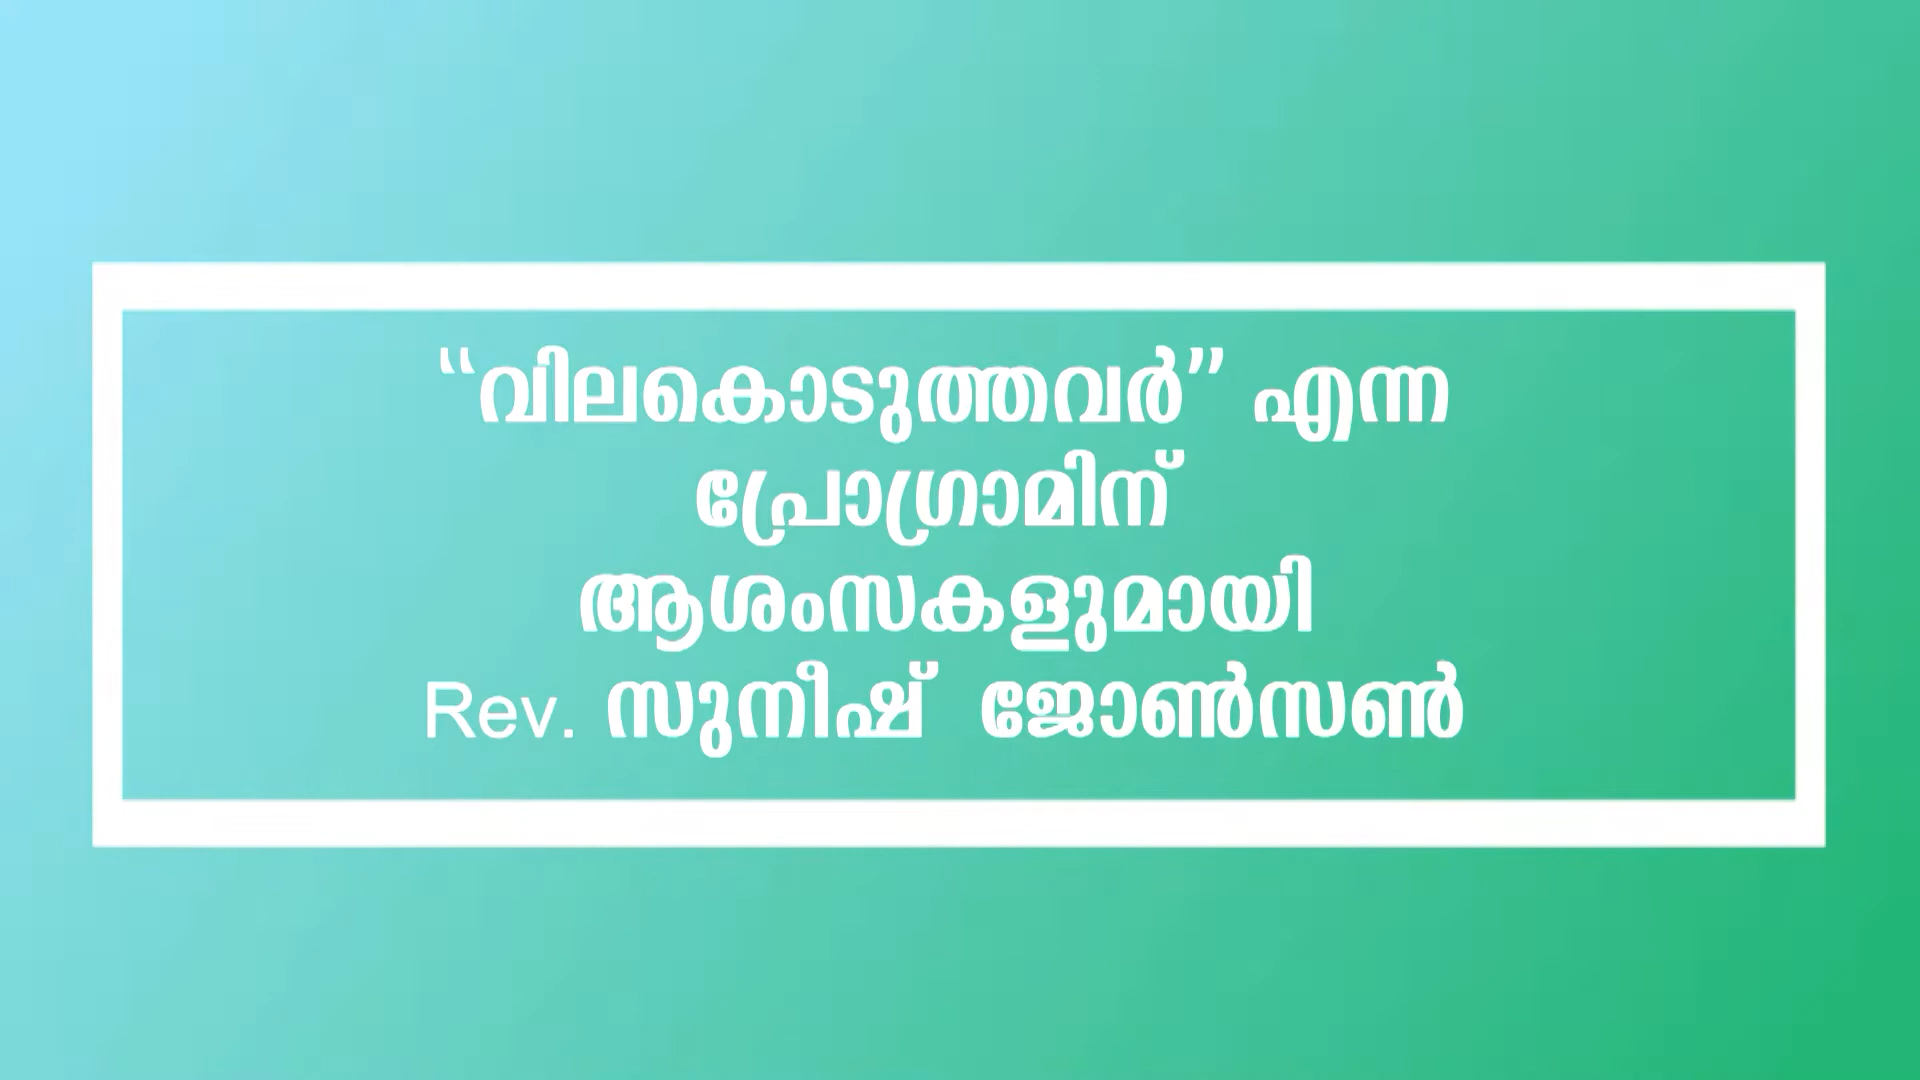 “വിലകൊടുത്തവർ” എന്ന
പ്രോഗ്രാമിന്
ആശംസകളുമായി
Rev. സുനീഷ് ജോൺസൺ